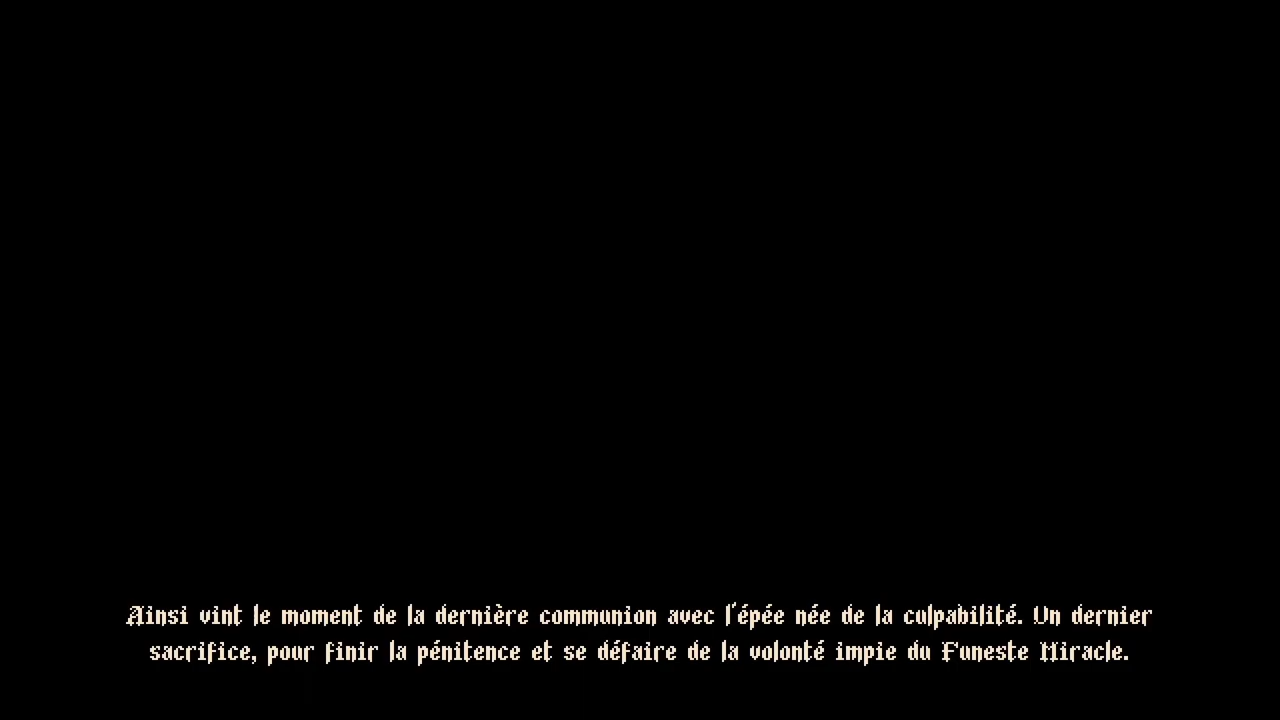 Ainsi vint le moment de la dernière communion avec l'épée née de la culpabilité. Un dernier
sacrifice, pour finir la pénitence et se défaire de la volonté impie du Funeste Miracle.